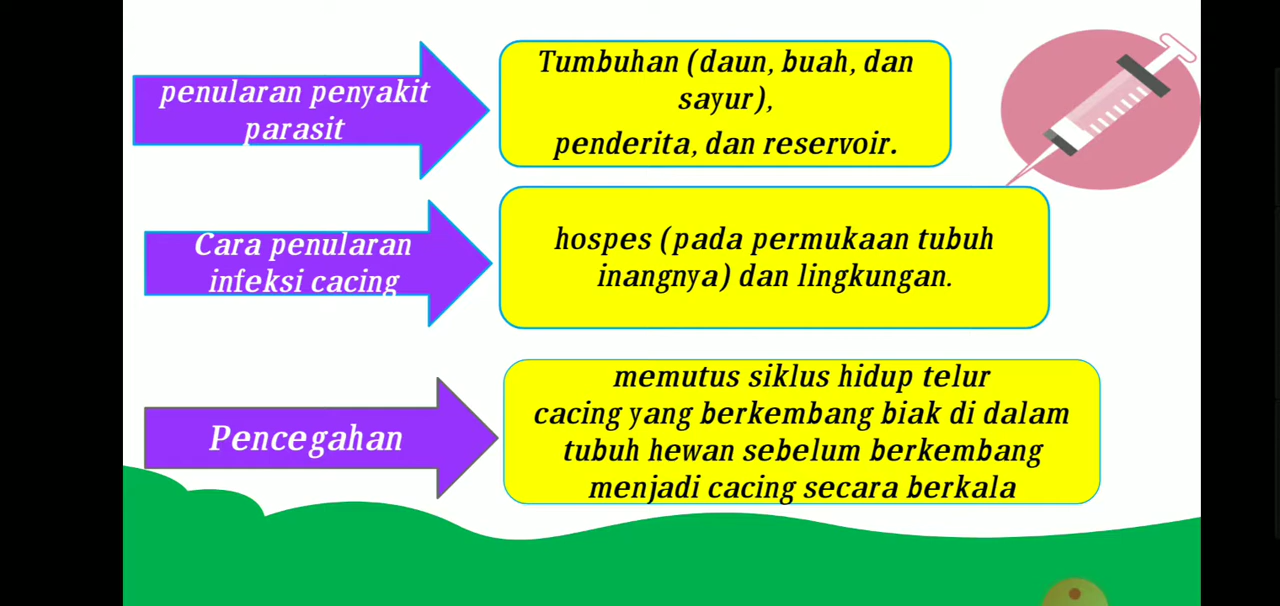 penularan penyakit
parasit
Tumbuhan (daun, buah, dan
sayur),
penderita, dan reservoir.
Cara penularan
infeksi cacing
hospes (pada permukaan tubuh
inangnya) dan lingkungan.
Pencegahan
memutus siklus hidup telur
cacing yang berkembang biak di dalam
tubuh hewan sebelum berkembang
menjadi cacing secara berkala